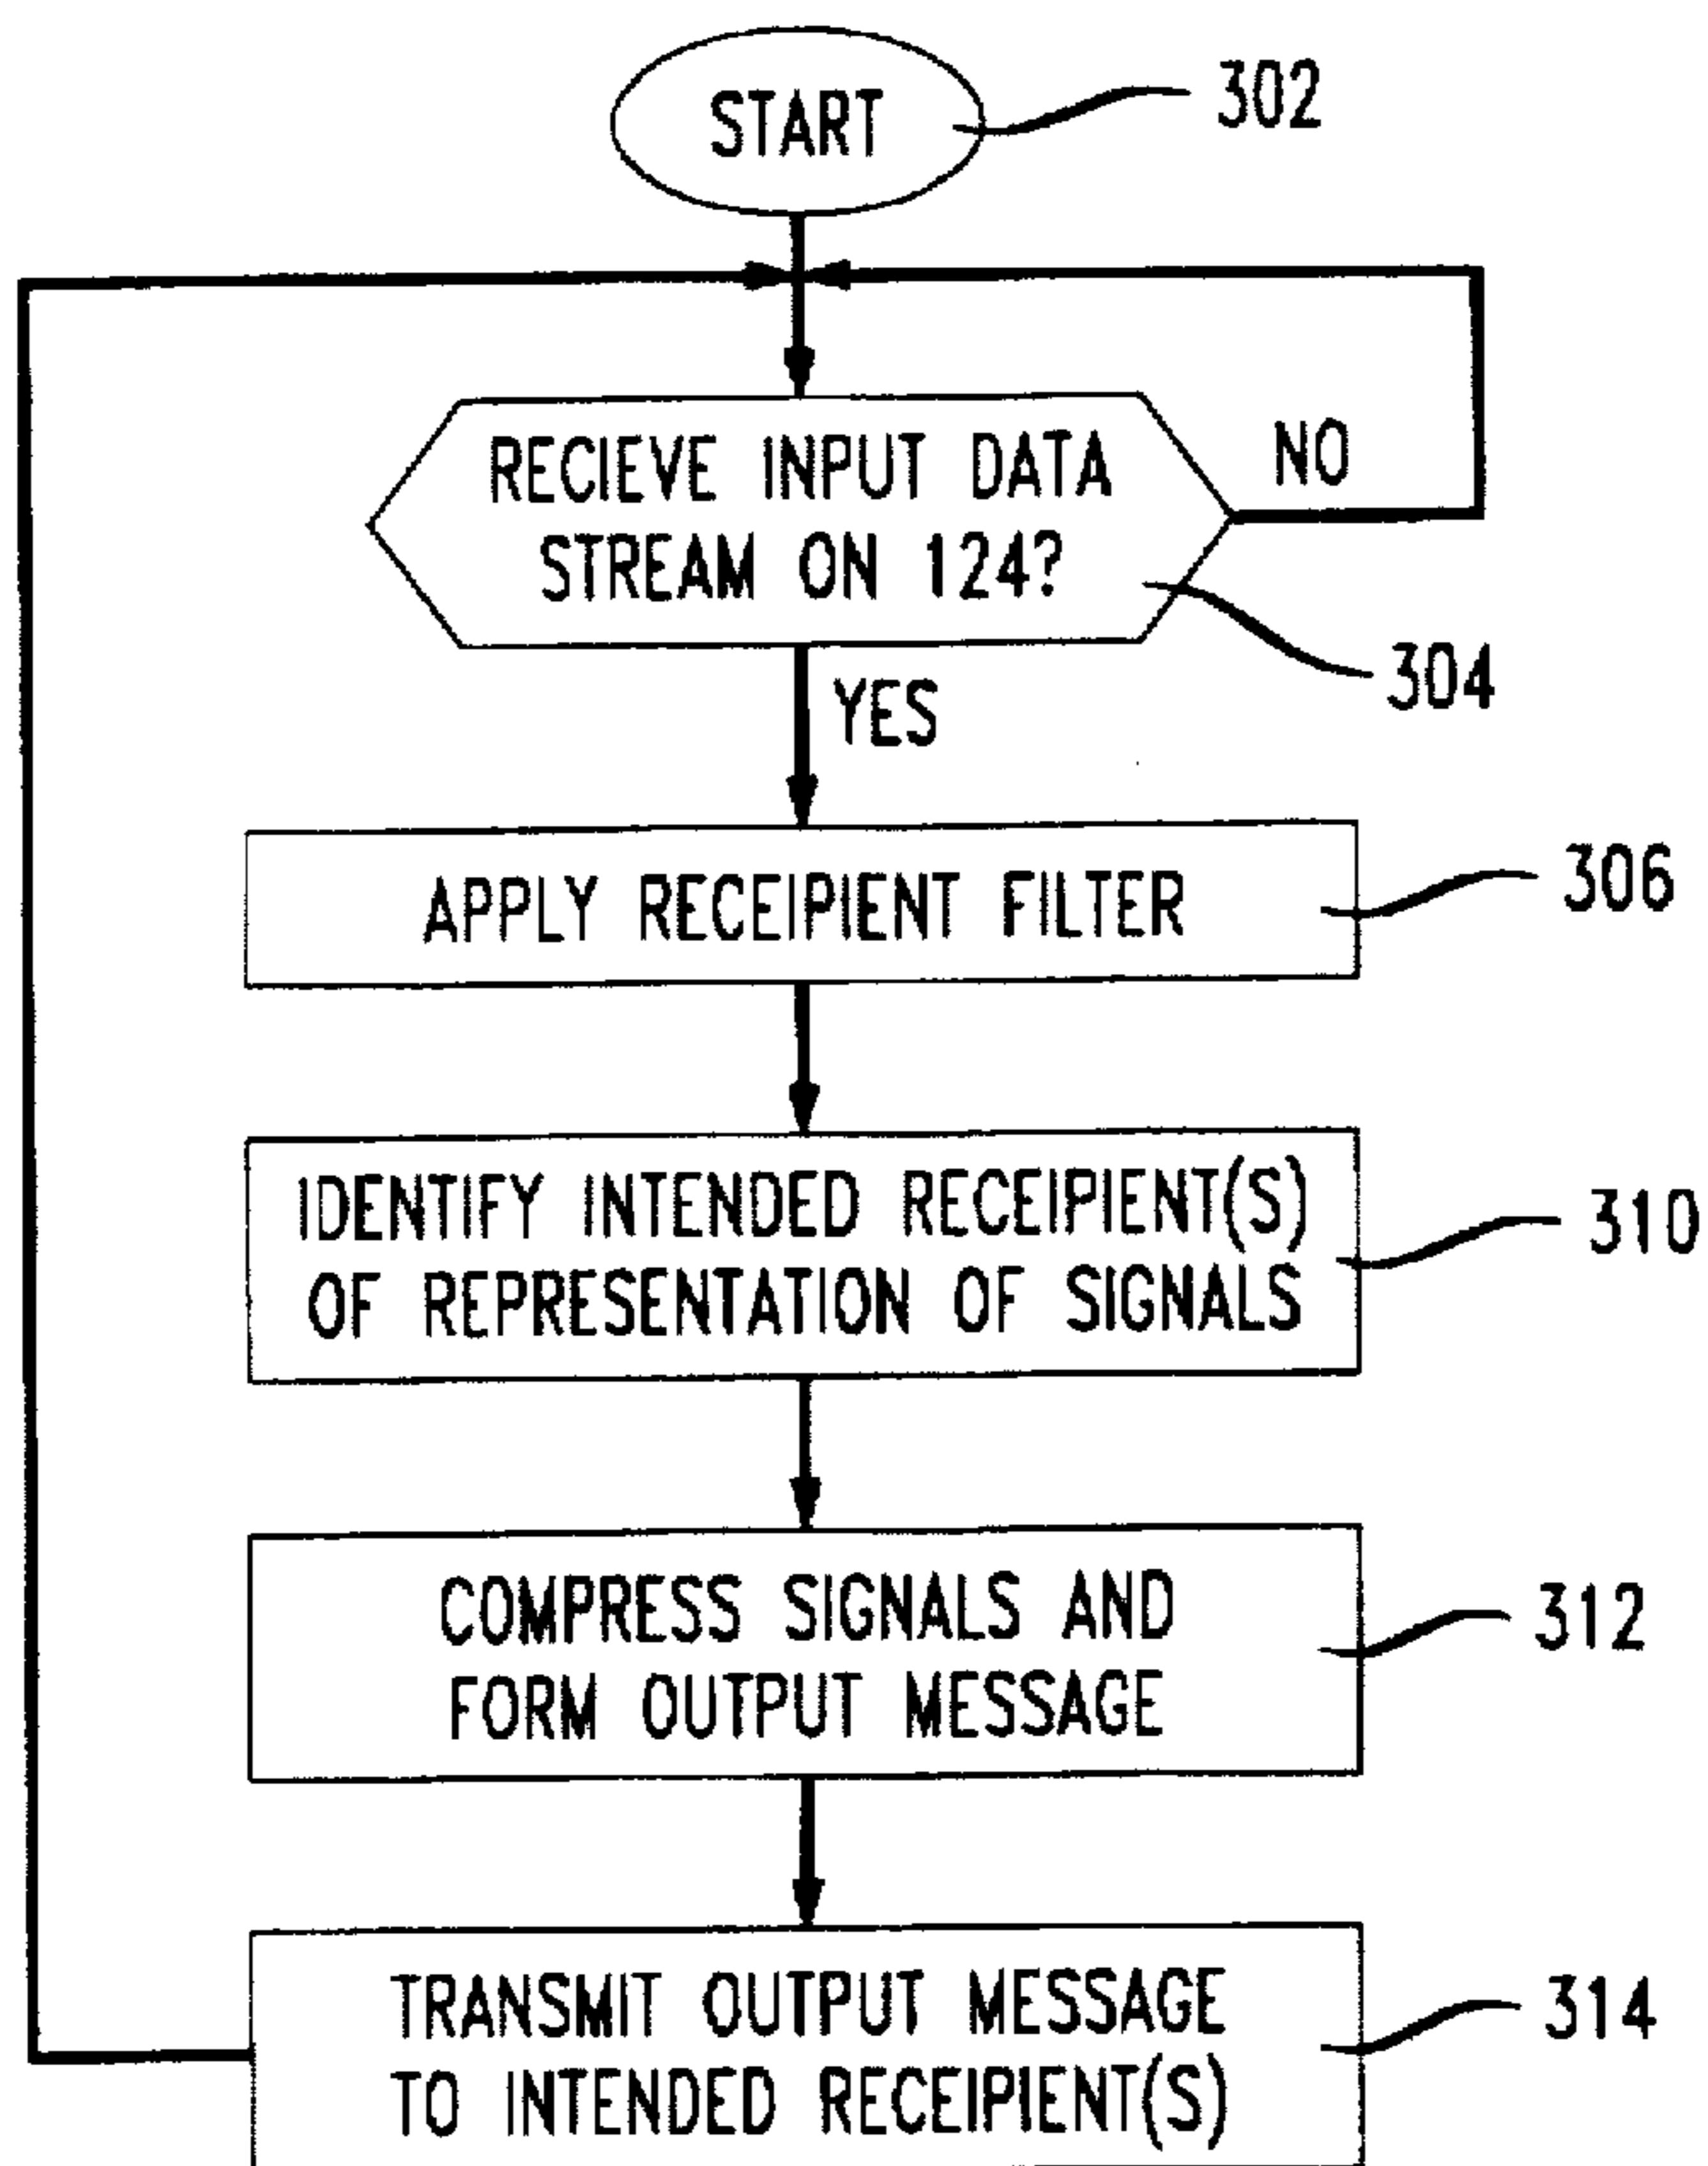 START
302
RECIEVE INPUT DATA
STREAM ON 124?
NO
304
YES
APPLY RECEIPIENT FILTER
306
IDENTIFY INTENDED RECEIPIENT(S)
OF REPRESENTATION OF SIGNALS
310
COMPRESS SIGNALS AND
FORM OUTPUT MESSAGE
312
TRANSMIT OUTPUT MESSAGE
TO INTENDED RECEIPIENT(S)
314